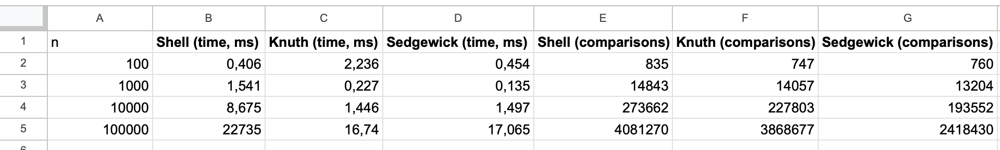 A B C D E F G
1 n Shell (time, ms) Knuth (time, ms) Sedgewick (time, ms) Shell (comparisons) Knuth (comparisons) Sedgewick (comparisons)
2 100 0,406 2,236 0,454 835 747 760
3 1000 1,541 0,227 0,135 14843 14057 13204
4 10000 8,675 1,446 1,497 273662 227803 193552
5 100000 22735 16,74 17,065 4081270 3868677 2418430
6